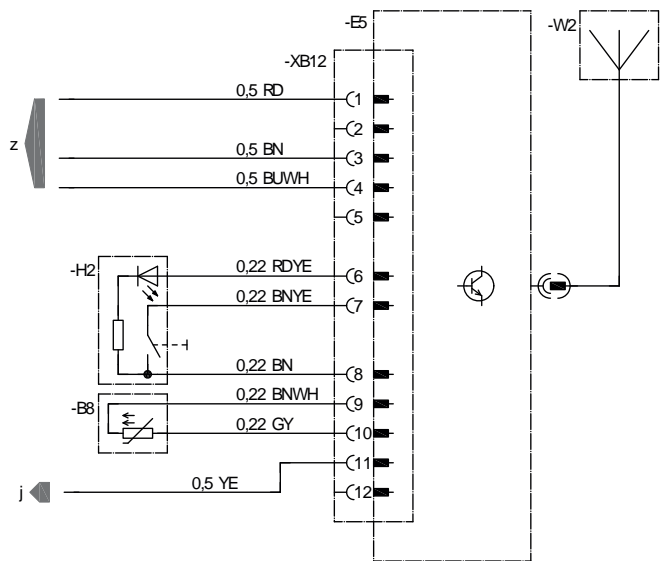 -E5
-W2
-XB12
0,5 RD
1
2
z
0,5 BN
3
0,5 BUWH
4
5
-H2
0,22 RDYE
6
0,22 BNYE
7
0,22 BN
8
0,22 BNWH
9
-B8
0,22 GY
10
11
j
0,5 YE
12